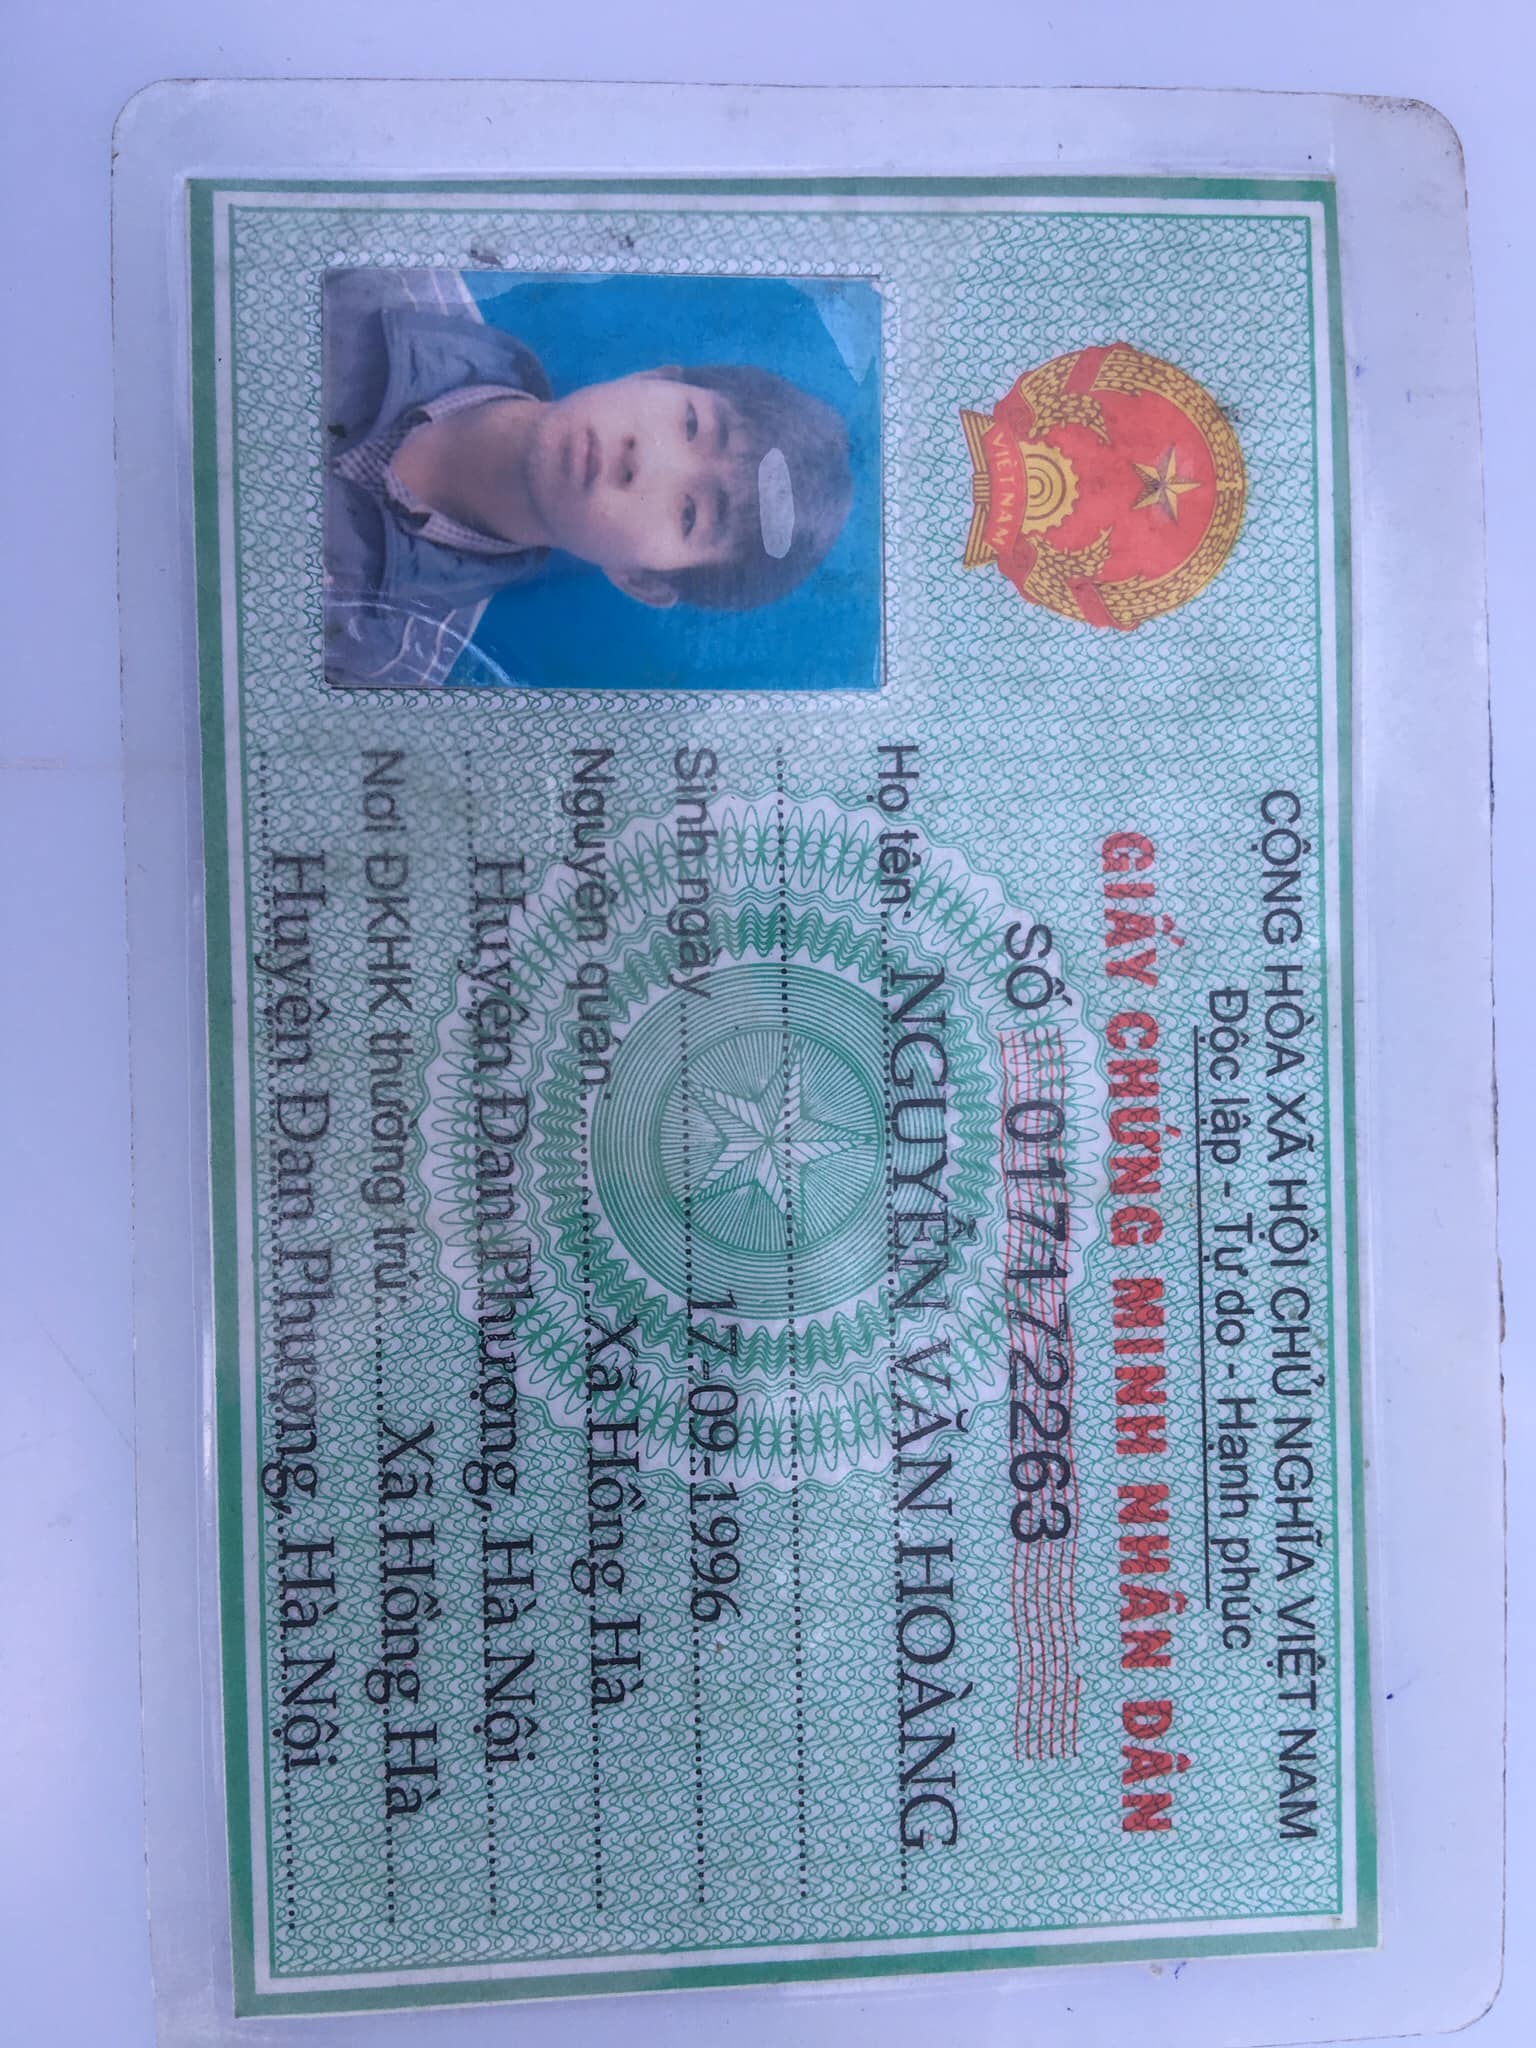 CỘNG HÒA XÃ HỘI CHỦ NGHĨA VIỆT NAM
Độc lập - Tự do - Hạnh phúc
GIẤY CHỨNG MINH NHÂN DÂN
SỐ 017172263
Họ tên: NGUYỄN VĂN HOÀNG
Sinh ngày 17-09-1996
Nguyên quán Xã Hồng Hà
Huyện Đan Phượng, Hà Nội
Nơi ĐKHK thường trú: Xã Hồng Hà
Huyện Đan Phượng, Hà Nội
VIỆT NAM